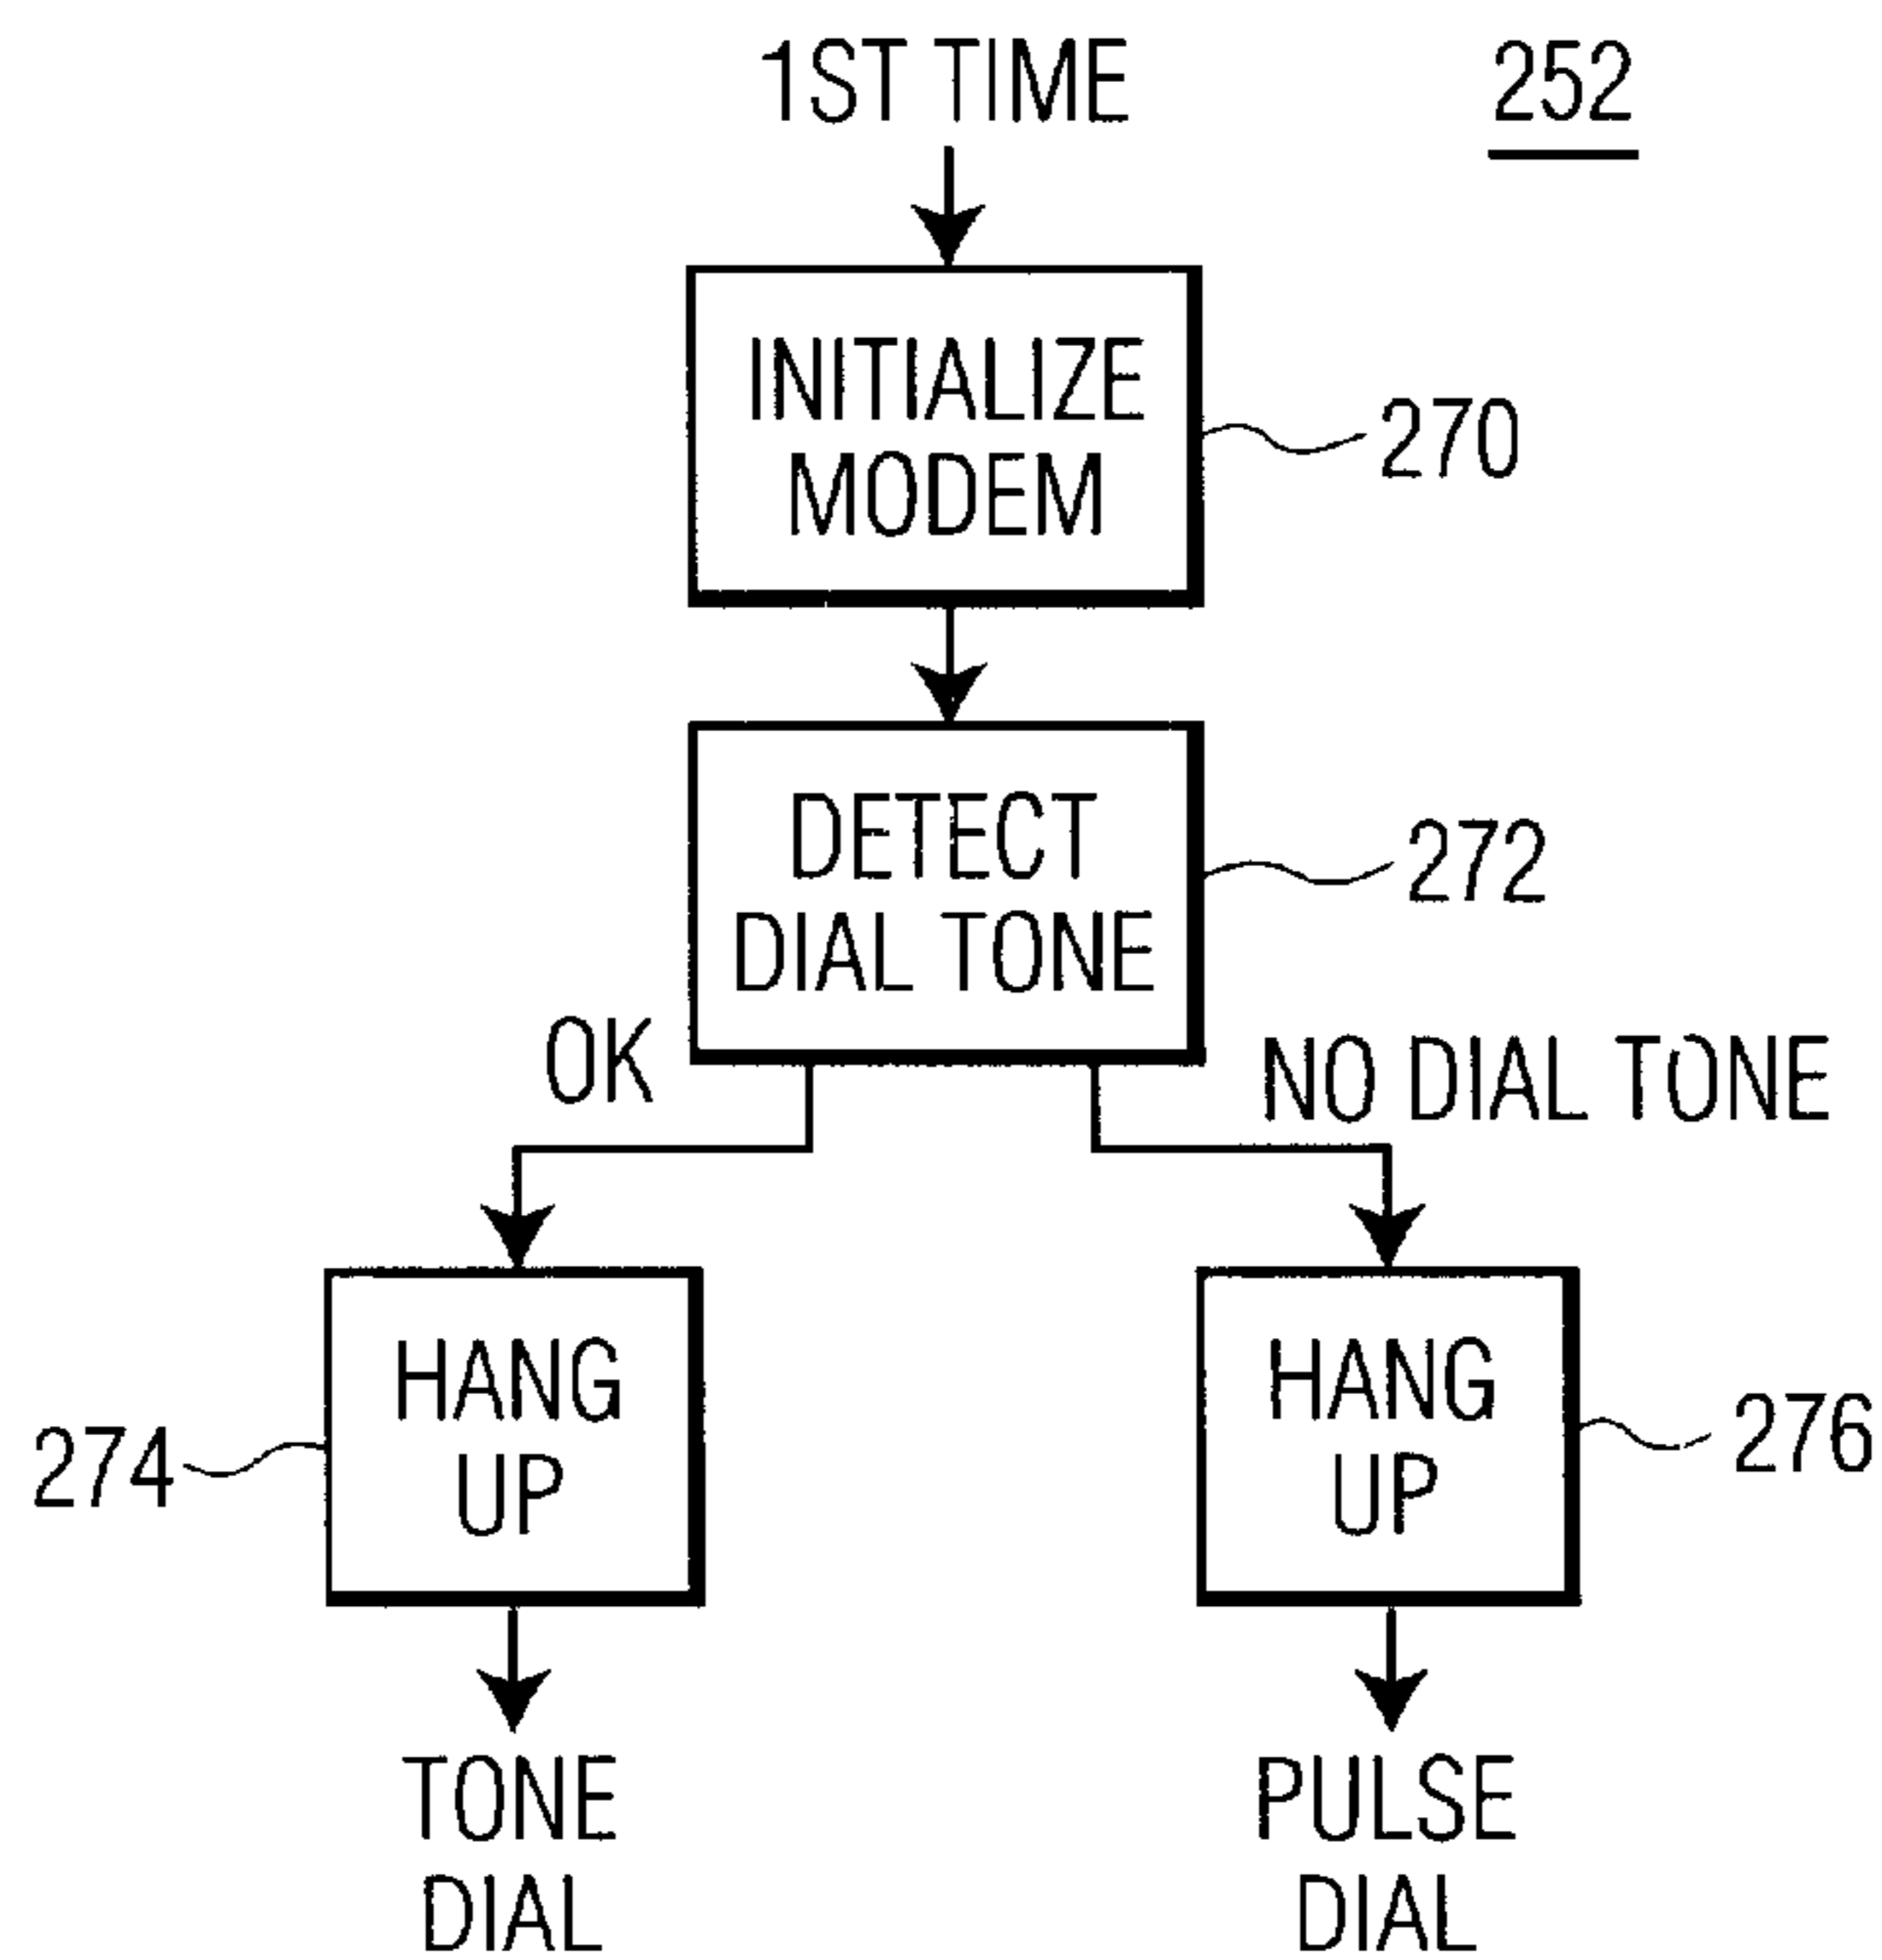 1ST TIME
252
INITIALIZE
MODEM
270
DETECT
DIAL TONE
272
OK
NO DIAL TONE
HANG
UP
274
HANG
UP
276
TONE
DIAL
PULSE
DIAL